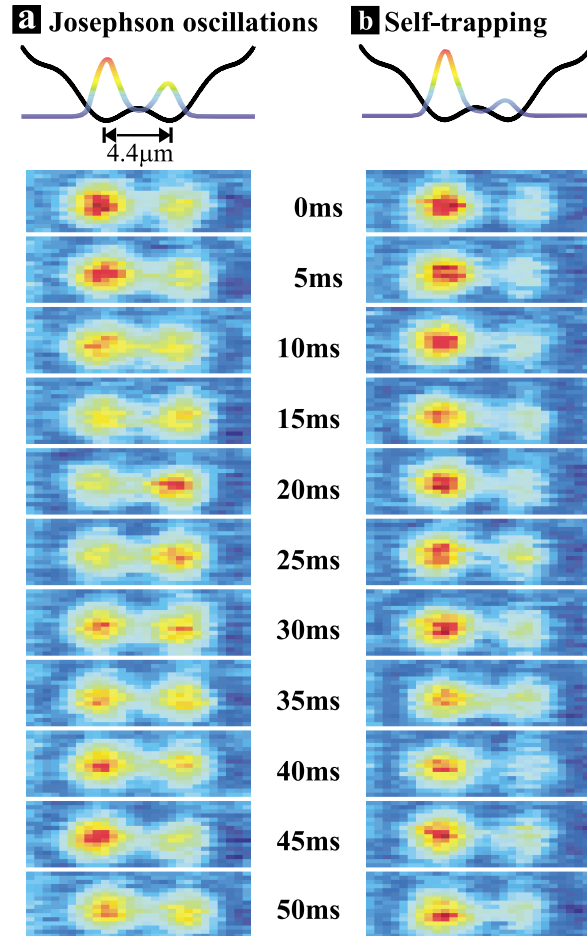 a Josephson oscillations
b Self-trapping
4.4µm
0ms
5ms
10ms
15ms
20ms
25ms
30ms
35ms
40ms
45ms
50ms